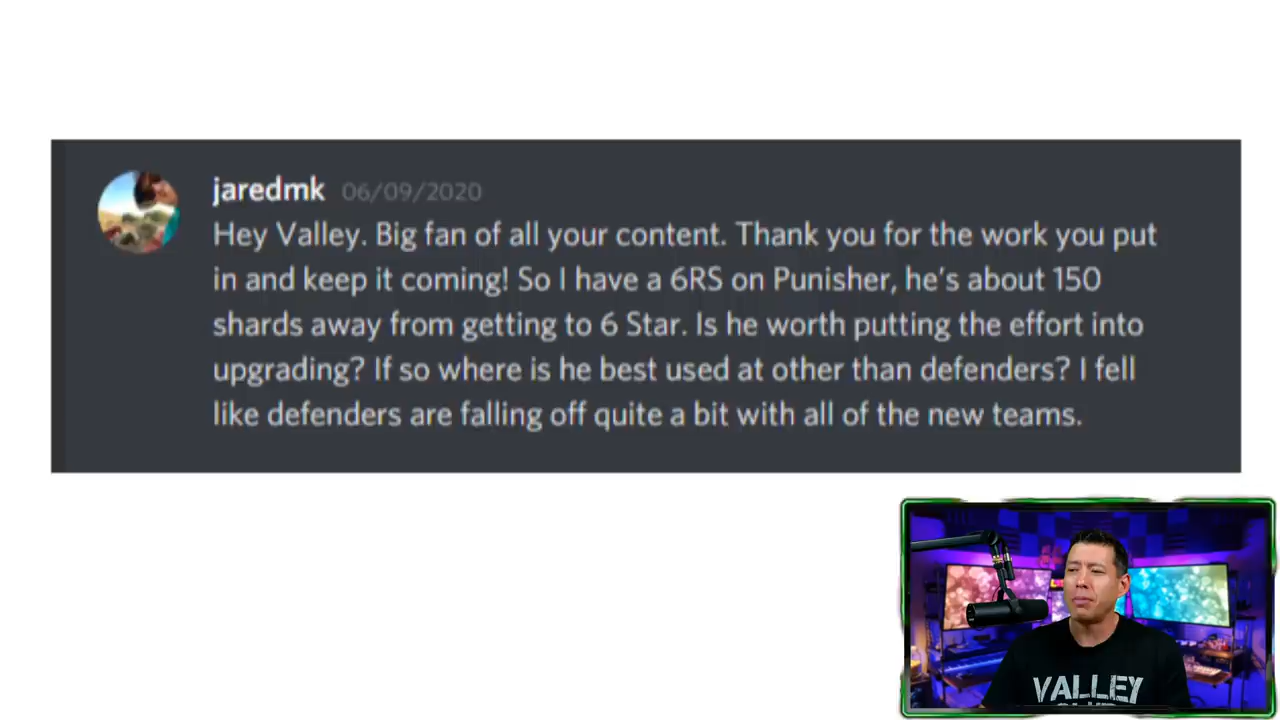 jaredmk 06/09/2020
Hey Valley. Big fan of all your content. Thank you for the work you put
in and keep it coming! So I have a 6RS on Punisher, he's about 150
shards away from getting to 6 Star. Is he worth putting the effort into
upgrading? If so where is he best used at other than defenders? I fell
like defenders are falling off quite a bit with all of the new teams.
VALLEY